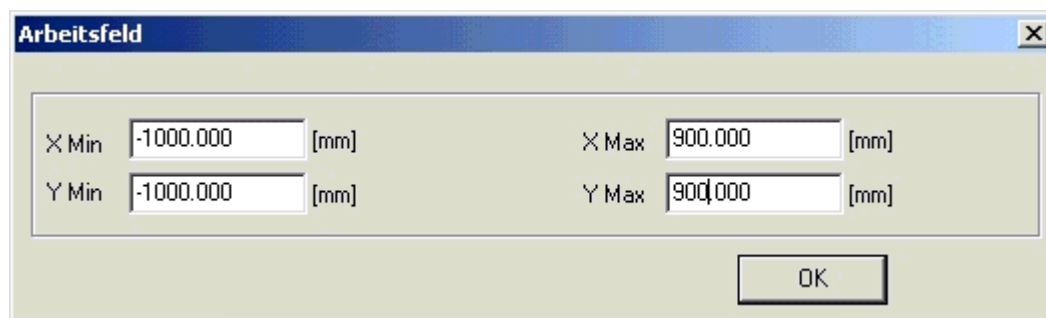 Arbeitsfeld
X Min -1000.000 [mm] X Max 900.000 [mm]
Y Min -1000.000 [mm] Y Max 900.000 [mm]
OK